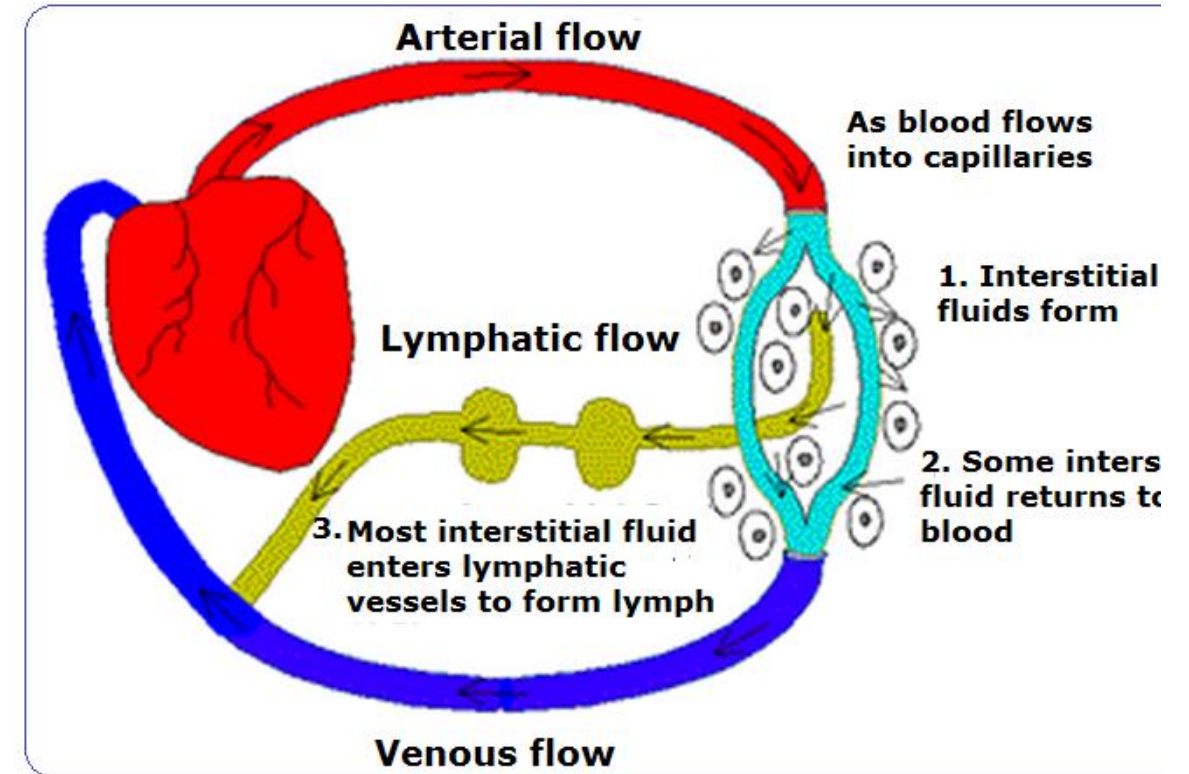 Arterial flow
As blood flows
into capillaries
1. Interstitial
fluids form
Lymphatic flow
2. Some inters
fluid returns to
blood
3. Most interstitial fluid
enters lymphatic
vessels to form lymph
Venous flow